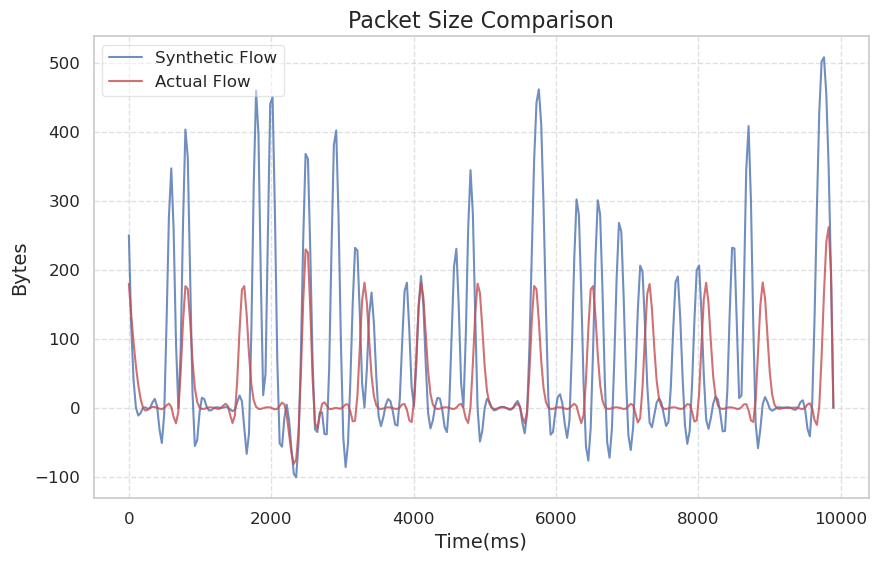 Packet Size Comparison
Synthetic Flow
Actual Flow
500
400
300
200
100
0
−100
Bytes
0
2000
4000
6000
8000
10000
Time(ms)